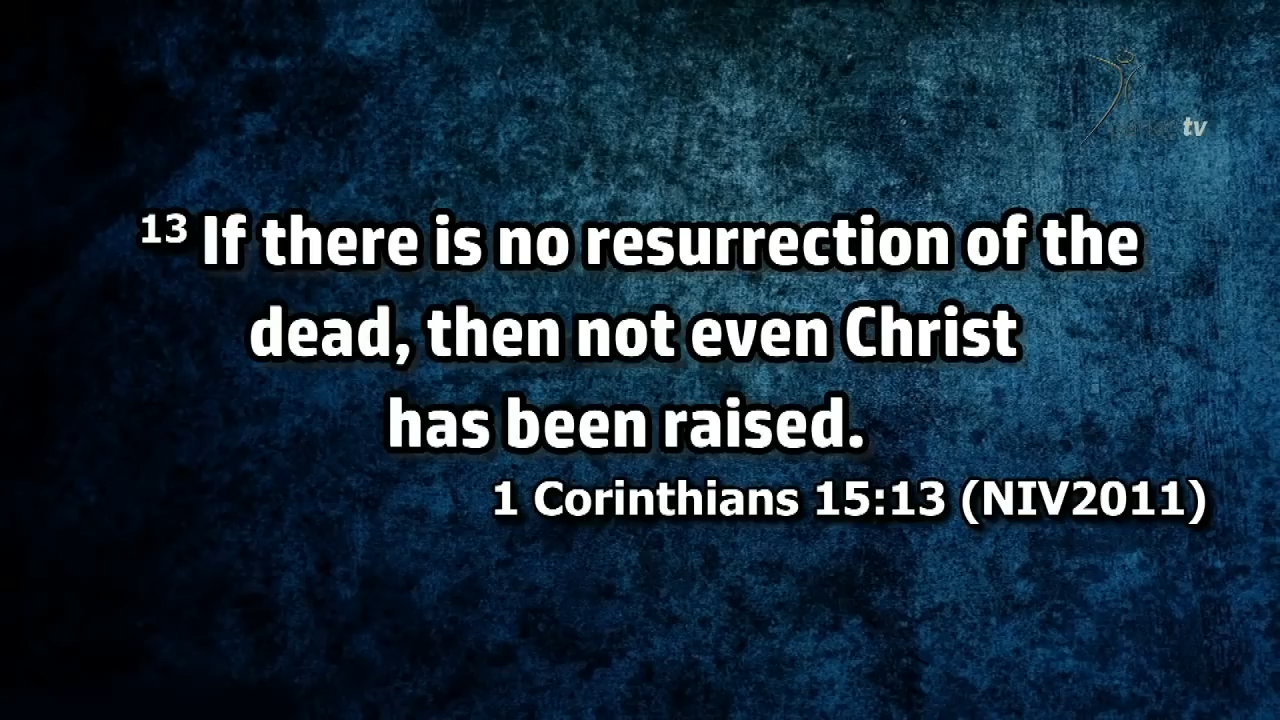 tv
13 If there is no resurrection of the
dead, then not even Christ
has been raised.
1 Corinthians 15:13 (NIV2011)